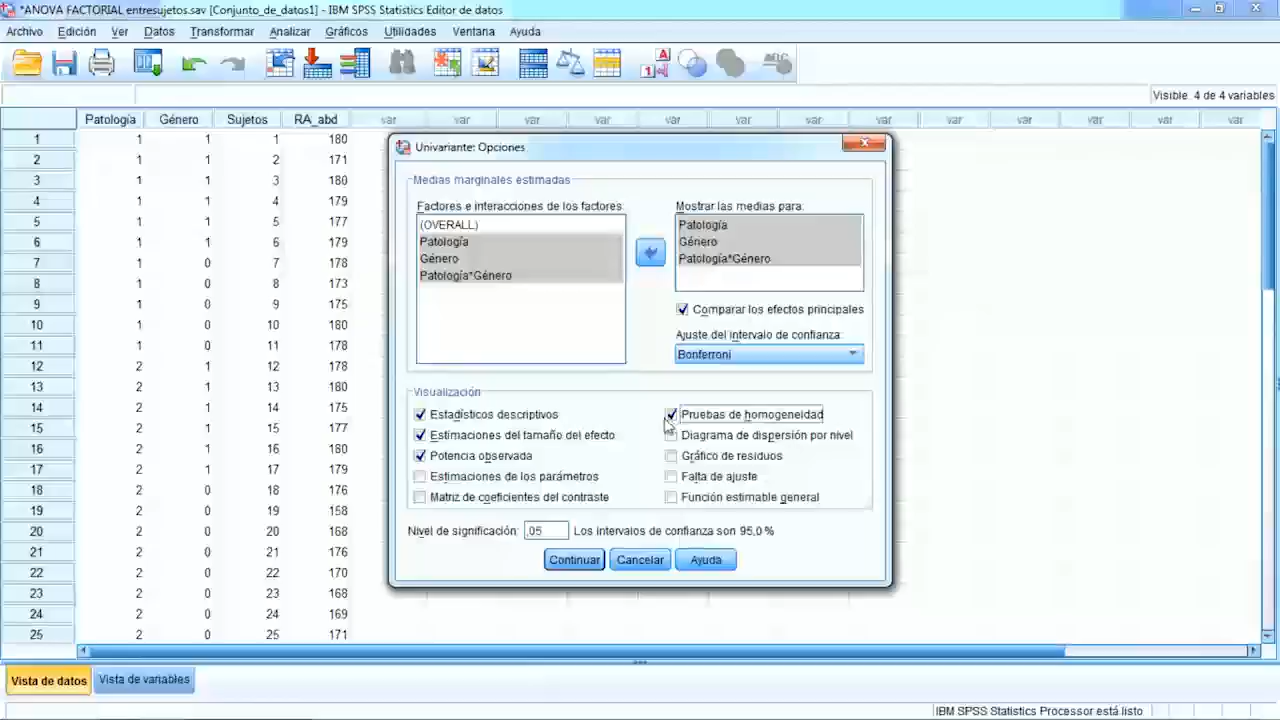 *ANOVA FACTORIAL entresujetos.sav [Conjunto_de_datos1] - IBM SPSS Statistics Editor de datos
Archivo Edición Ver Datos Transformar Analizar Gráficos Utilidades Ventana Ayuda
Visible: 4 de 4 variables
Patología Género Sujetos RA_abd var var var var var var var var var var var var var
1 1 1 1 180
2 1 1 2 171
3 1 1 3 180
4 1 1 4 179
5 1 1 5 177
6 1 1 6 179
7 1 0 7 178
8 1 0 8 173
9 1 0 9 175
10 1 0 10 180
11 1 0 11 178
12 2 1 12 178
13 2 1 13 180
14 2 1 14 175
15 2 1 15 177
16 2 1 16 180
17 2 1 17 179
18 2 0 18 176
19 2 0 19 158
20 2 0 20 168
21 2 0 21 176
22 2 0 22 170
23 2 0 23 168
24 2 0 24 169
25 2 0 25 171
Univariante: Opciones
Medias marginales estimadas
Factores e interacciones de los factores:
(OVERALL)
Patología
Género
Patología*Género
Mostrar las medias para:
Patología
Género
Patología*Género
Comparar los efectos principales
Ajuste del intervalo de confianza:
Bonferroni
Visualización
Estadísticos descriptivos
Pruebas de homogeneidad
Estimaciones del tamaño del efecto
Diagrama de dispersión por nivel
Potencia observada
Gráfico de residuos
Estimaciones de los parámetros
Falta de ajuste
Matriz de coeficientes del contraste
Función estimable general
Nivel de significación: ,05 Los intervalos de confianza son 95,0 %
Continuar Cancelar Ayuda
Vista de datos Vista de variables
IBM SPSS Statistics Processor está listo